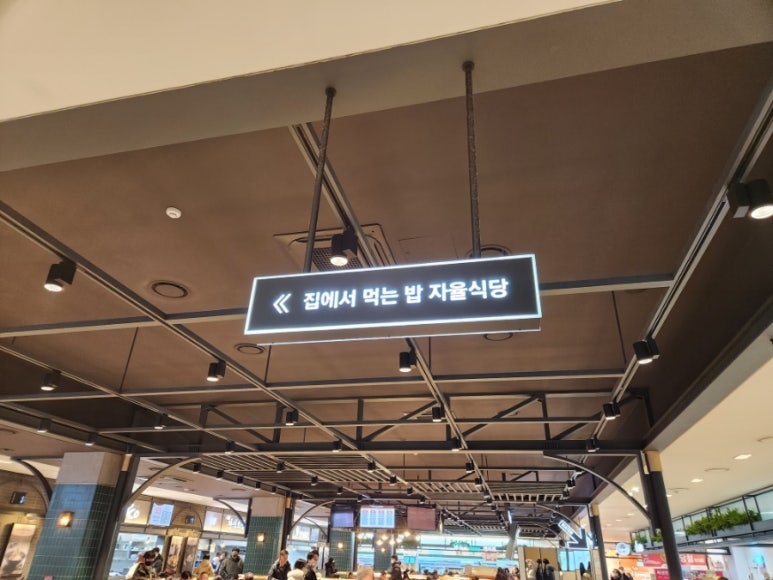 《 집에서 먹는 밥 자율식당